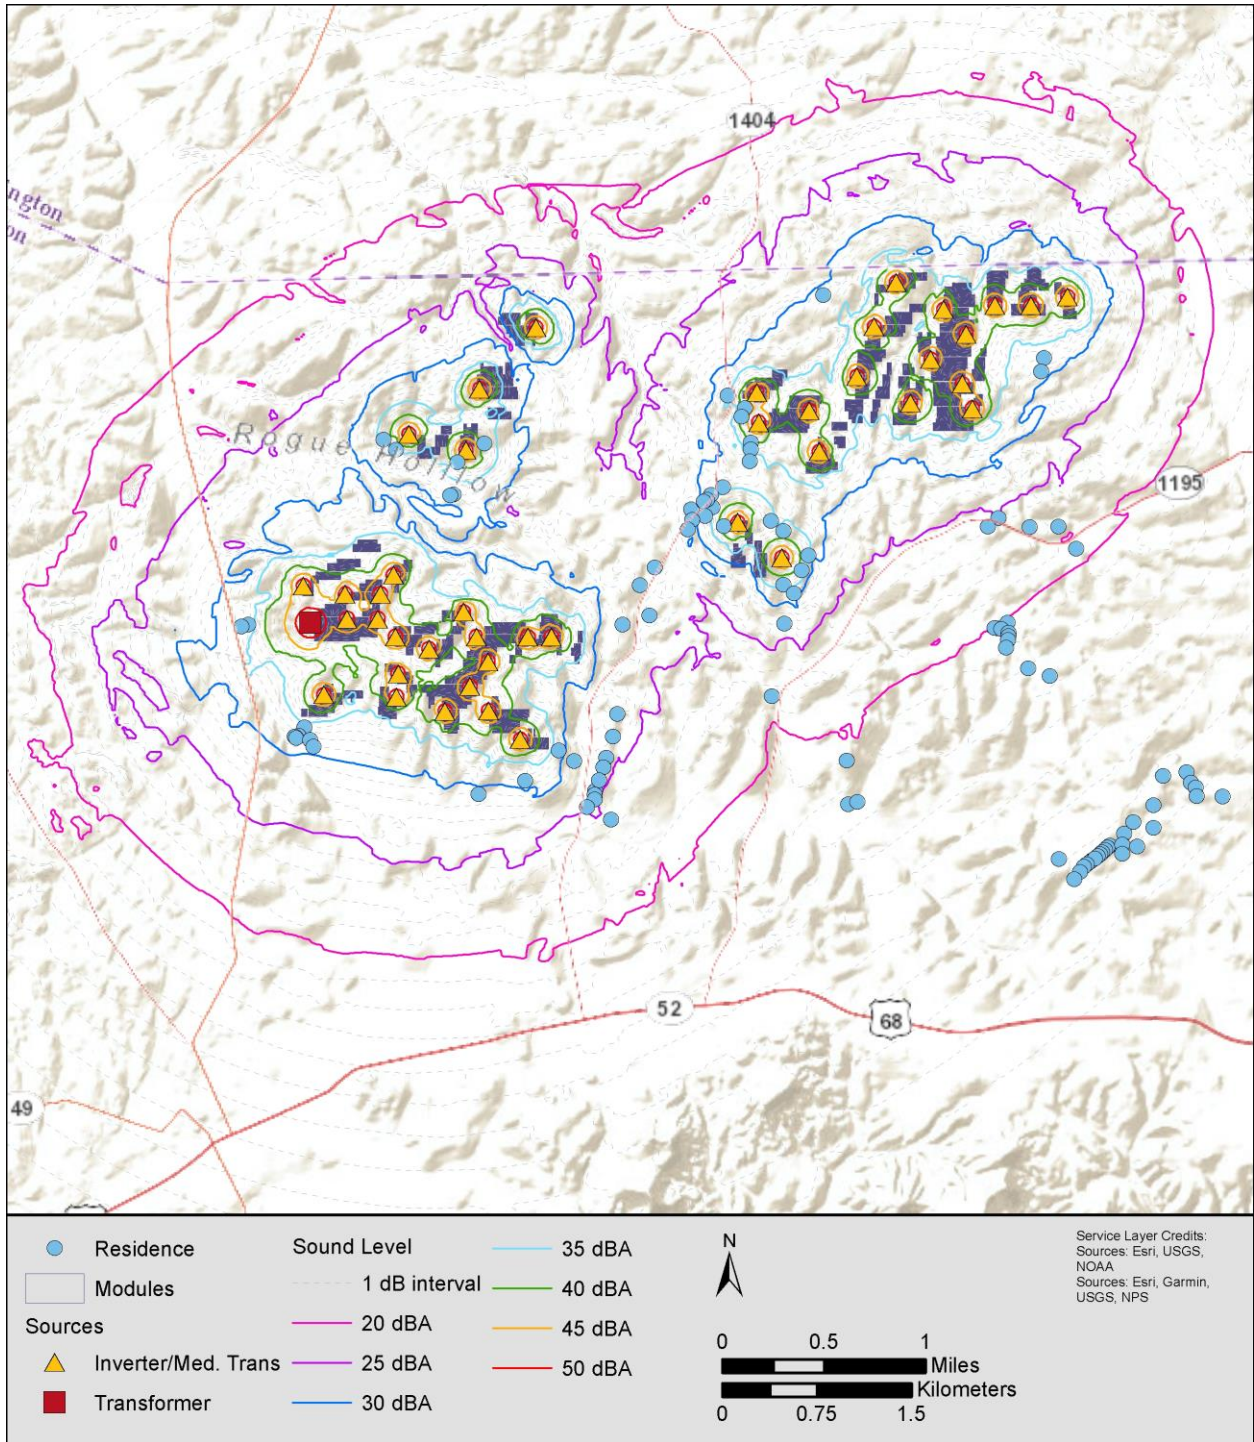 1404
ington
on
Rogue Hollow
1195
52
68
49
Residence
Modules
Sources
Inverter/Med. Trans
Transformer
Sound Level
1 dB interval
20 dBA
25 dBA
30 dBA
35 dBA
40 dBA
45 dBA
50 dBA
N
0 0.5 1
Miles
Kilometers
0 0.75 1.5
Service Layer Credits:
Sources: Esri, USGS,
NOAA
Sources: Esri, Garmin,
USGS, NPS